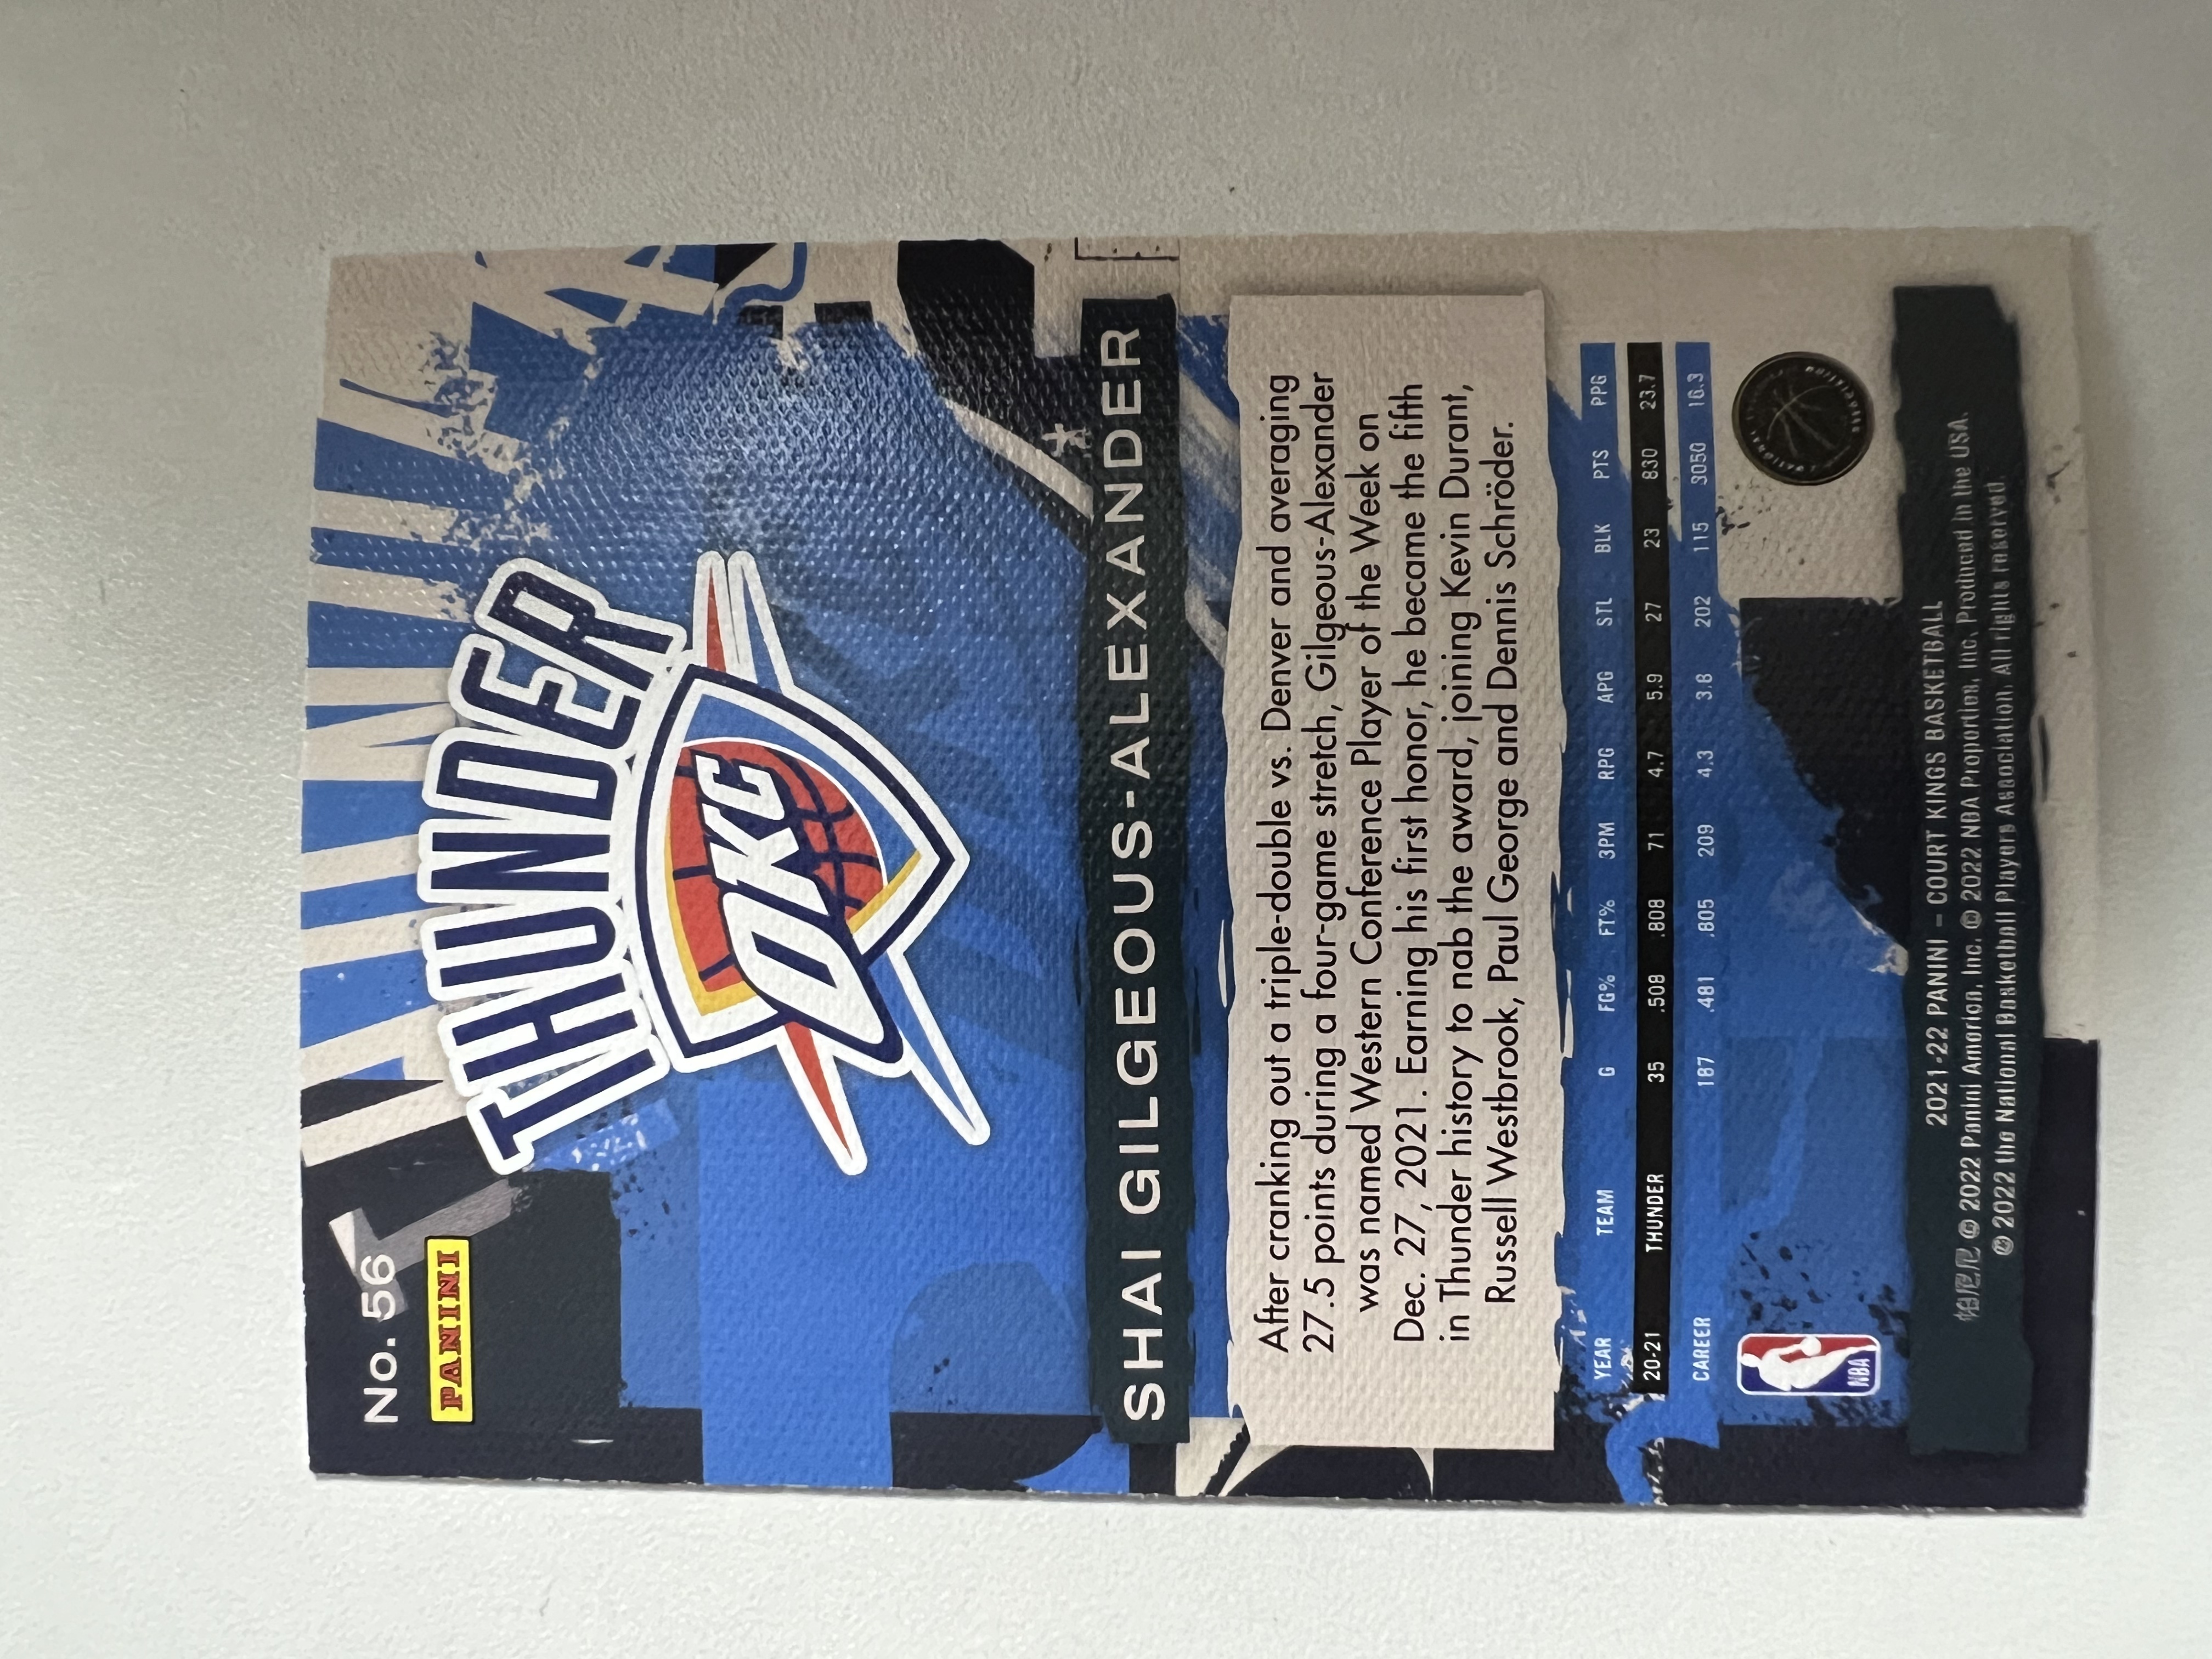 No. 56
PANINI
THUNDER
OKC
SHAI GILGEOUS-ALEXANDER
After cranking out a triple-double vs. Denver and averaging
27.5 points during a four-game stretch, Gilgeous-Alexander
was named Western Conference Player of the Week on
Dec. 27, 2021. Earning his first honor, he became the fifth
in Thunder history to nab the award, joining Kevin Durant,
Russell Westbrook, Paul George and Dennis Schröder.
YEAR TEAM G FG% FT% 3PM RPG APG STL BLK PTS PPG
20-21 THUNDER 35 .508 .808 71 4.7 5.9 27 23 830 23.7
CAREER 187 .481 .805 209 4.3 3.8 202 115 3050 16.3
NBA
2021-22 PANINI – COURT KINGS BASKETBALL
帕尼尼 © 2022 Panini America, Inc. © 2022 NBA Properties, Inc. Produced in the USA.
© 2022 the National Basketball Players Association. All rights reserved.